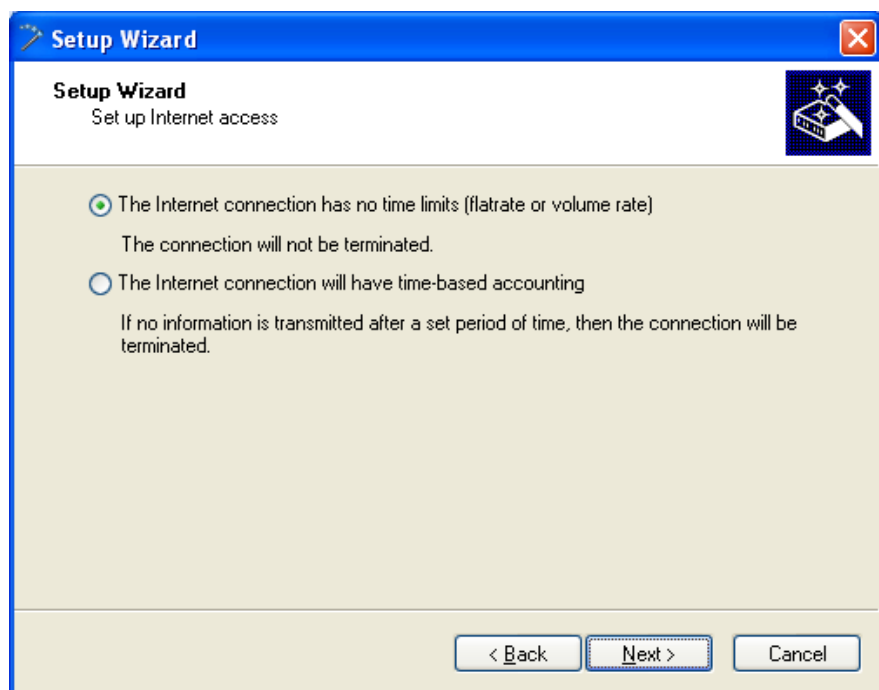 Setup Wizard
Setup Wizard
Set up Internet access
The Internet connection has no time limits (flatrate or volume rate)
The connection will not be terminated.
The Internet connection will have time-based accounting
If no information is transmitted after a set period of time, then the connection will be
terminated.
< Back
Next >
Cancel